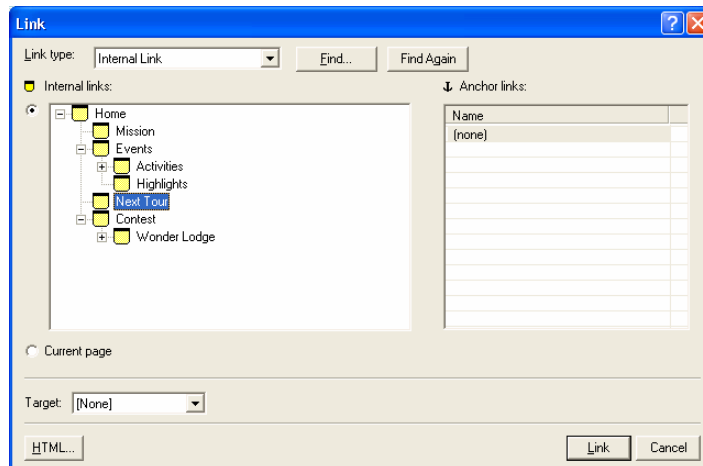 Link
Link type: Internal Link Find... Find Again
Internal links:
Anchor links:
Home
Mission
Events
Activities
Highlights
Next Tour
Contest
Wonder Lodge
Name
(none)
Current page
Target: [None]
HTML... Link Cancel